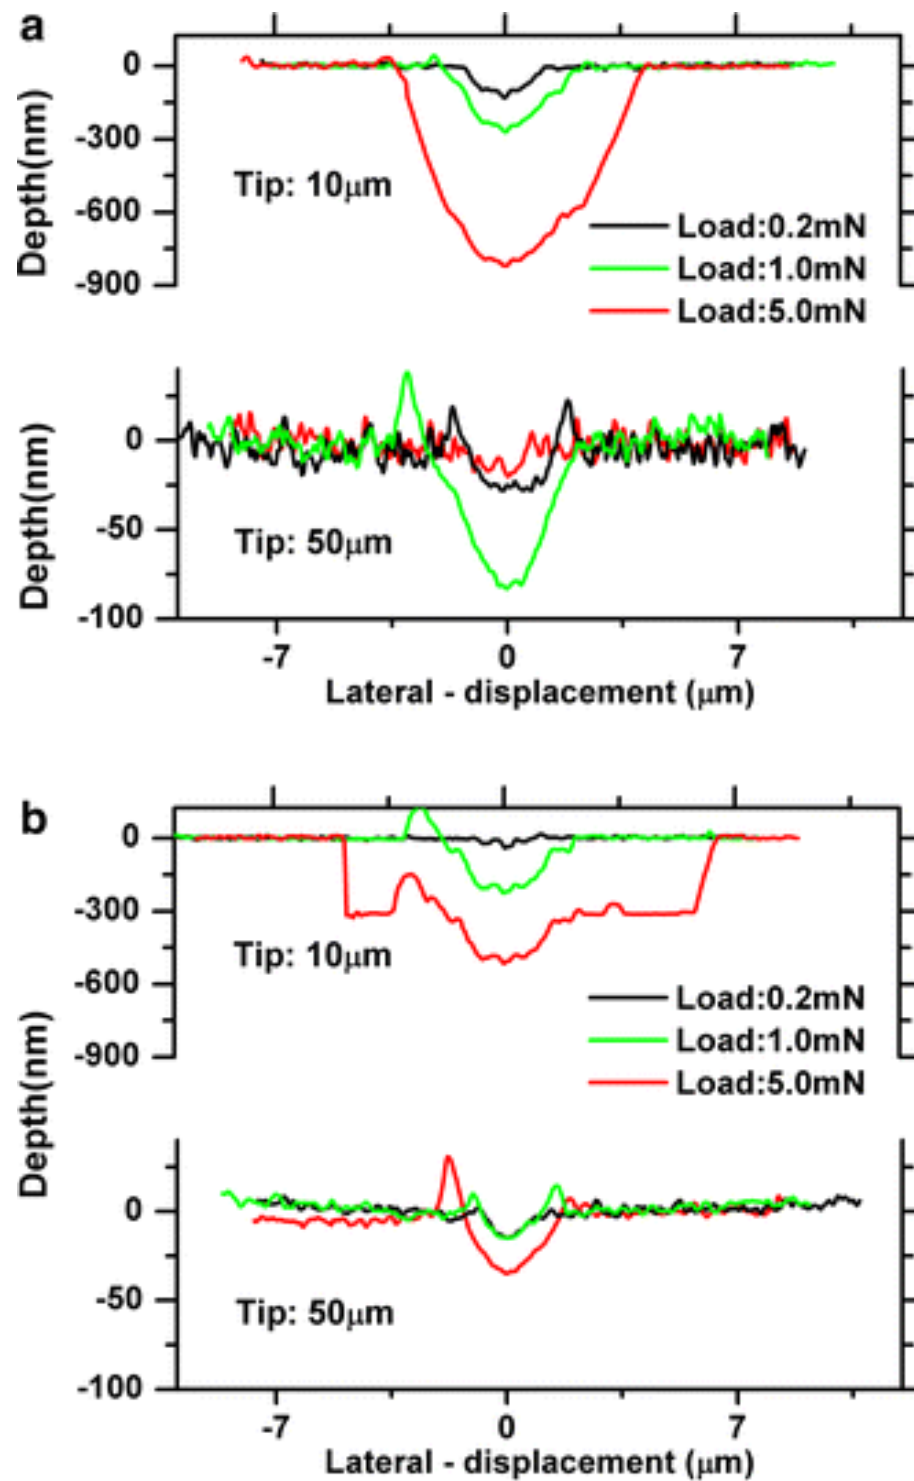 a
0
-300
-600
-900
Depth(nm)
Tip: 10μm
Load:0.2mN
Load:1.0mN
Load:5.0mN
0
-50
-100
Depth(nm)
Tip: 50μm
-7 0 7
Lateral - displacement (μm)
b
0
-300
-600
-900
Tip: 10μm
Load:0.2mN
Load:1.0mN
Load:5.0mN
Depth(nm)
0
-50
-100
Tip: 50μm
-7 0 7
Lateral - displacement (μm)